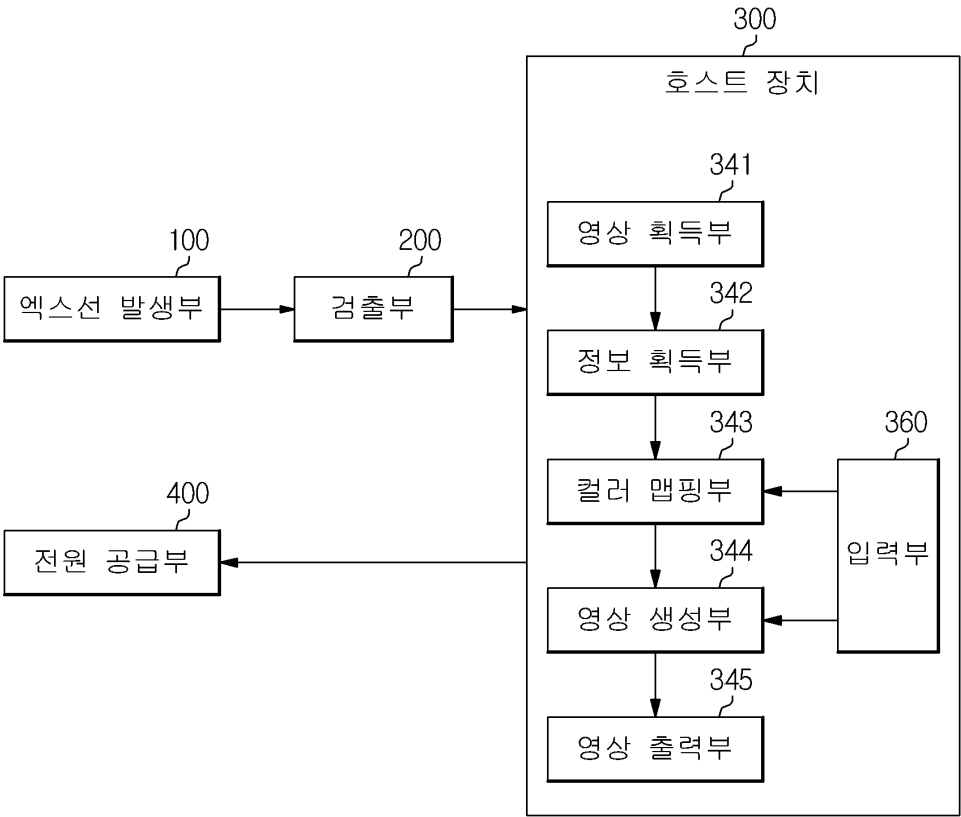 300
호스트 장치
341
영상 획득부
100
엑스선 발생부
200
검출부
342
정보 획득부
343
컬러 맵핑부
360
입력부
400
전원 공급부
344
영상 생성부
345
영상 출력부